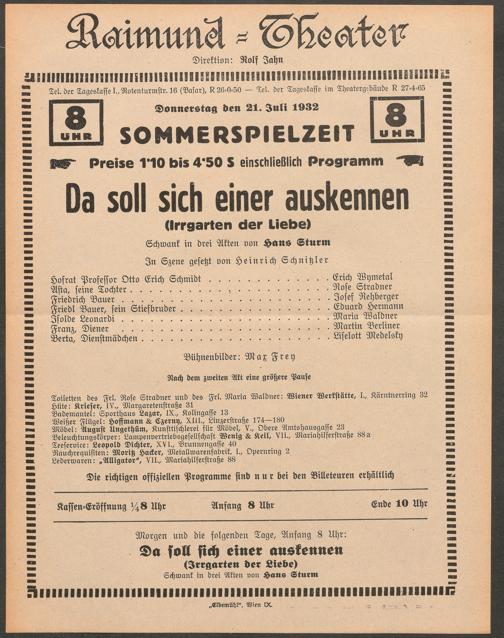 Raimund-Theater
Direktion: Rolf Jahn
Tel. der Tageskasse I., Rotenturmstr. 16 (Basar), R 26-0-50 — Tel. der Tageskasse im Theatergebäude R 27-4-65
8 UHR
Donnerstag den 21. Juli 1932
8 UHR
SOMMERSPIELZEIT
Preise 1·10 bis 4·50 S einschließlich Programm
Da soll sich einer auskennen
(Irrgarten der Liebe)
Schwank in drei Akten von Hans Sturm
In Szene gesetzt von Heinrich Schnitzler
Hofrat Professor Otto Erich Schmidt . . . . . . . . . . Erich Wymetal
Asta, seine Tochter . . . . . . . . . . Rose Stradner
Friedrich Bauer . . . . . . . . . . Josef Rehberger
Friedl Bauer, sein Stiefbruder . . . . . . . . . . Eduard Hermann
Isolde Leonardi . . . . . . . . . . Maria Waldner
Franz, Diener . . . . . . . . . . Martin Berliner
Berta, Dienstmädchen . . . . . . . . . . Liselott Medelsky
Bühnenbilder: Max Frey
Nach dem zweiten Akt eine größere Pause
Toiletten des Frl. Rose Stradner und des Frl. Maria Waldner: Wiener Werkstätte, I., Kärntnerring 32
Hüte: Krieser, IV., Margaretenstraße 31
Bademantel: Sporthaus Lazar, IX., Kolingasse 13
Weißer Flügel: Hoffmann & Czerny, XIII., Linzerstraße 174—180
Möbel: August Ungethüm, Kunsttischlerei für Möbel, V., Obere Amtshausgasse 23
Beleuchtungskörper: Lampenvertriebgesellschaft Wenig & Keil, VII., Mariahilferstraße 88a
Teeservice: Leopold Dichter, XVI., Brunnengasse 40
Rauchrequisiten: Moritz Hacker, Metallwarenfabrik, I., Opernring 2
Lederwaren: „Alligator“, VII., Mariahilferstraße 88
Die richtigen offiziellen Programme sind nur bei den Billeteuren erhältlich
Kassen-Eröffnung ¼8 Uhr Anfang 8 Uhr Ende 10 Uhr
Morgen und die folgenden Tage, Anfang 8 Uhr:
Da soll sich einer auskennen
(Irrgarten der Liebe)
Schwank in drei Akten von Hans Sturm
„Elbemühl“, Wien IX.